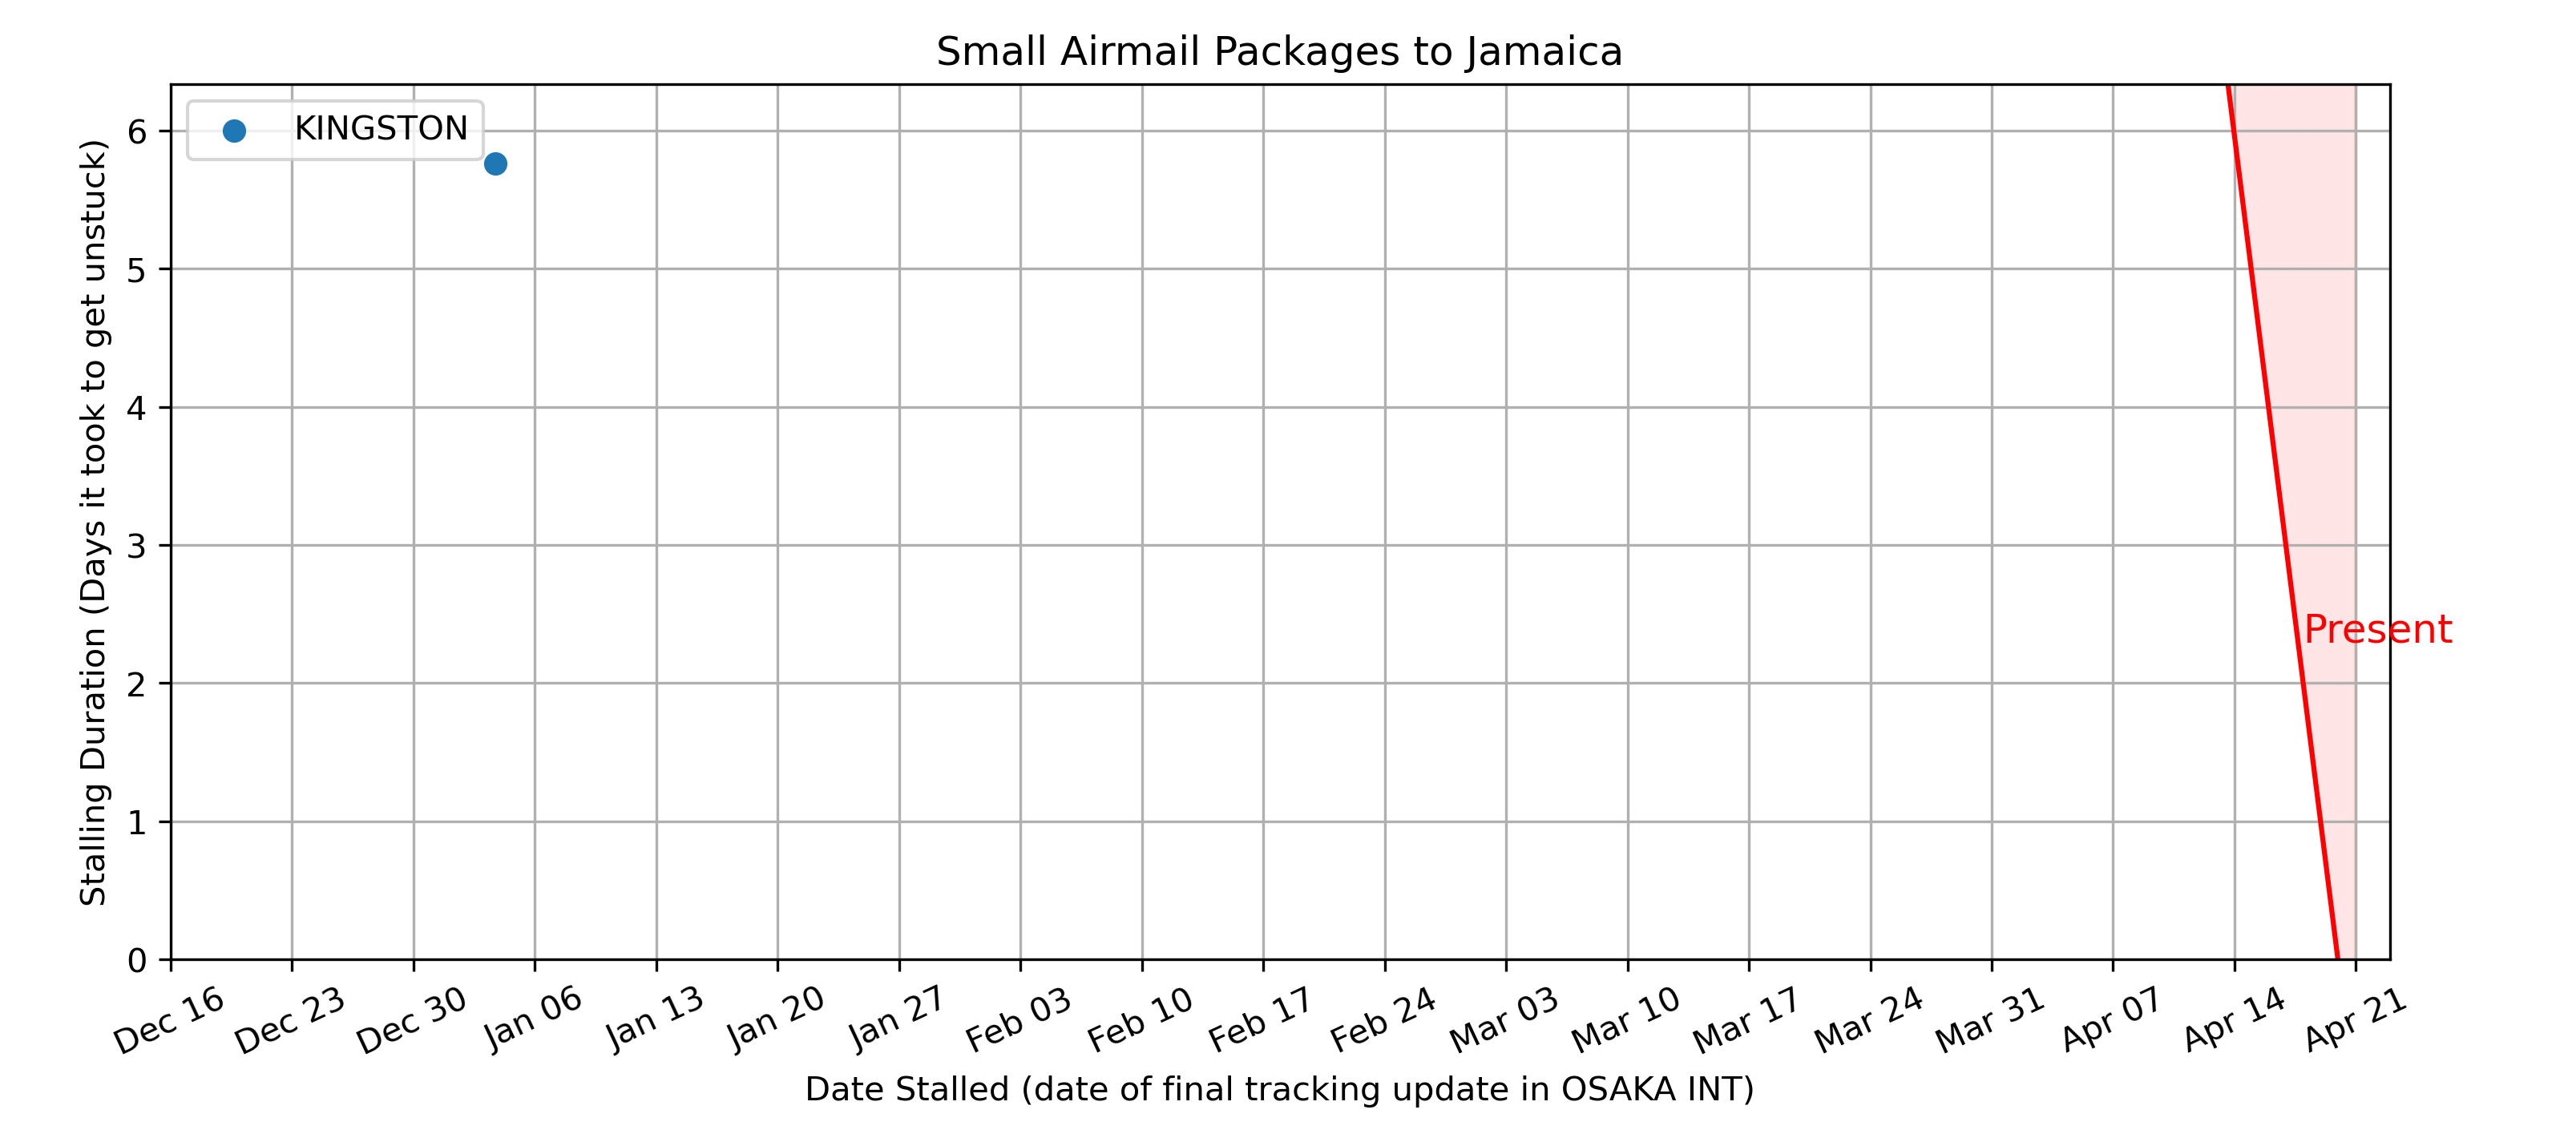 Small Airmail Packages to Jamaica
KINGSTON
Stalling Duration (Days it took to get unstuck)
6
5
4
3
2
1
0
Present
Dec 16 Dec 23 Dec 30 Jan 06 Jan 13 Jan 20 Jan 27 Feb 03 Feb 10 Feb 17 Feb 24 Mar 03 Mar 10 Mar 17 Mar 24 Mar 31 Apr 07 Apr 14 Apr 21
Date Stalled (date of final tracking update in OSAKA INT)